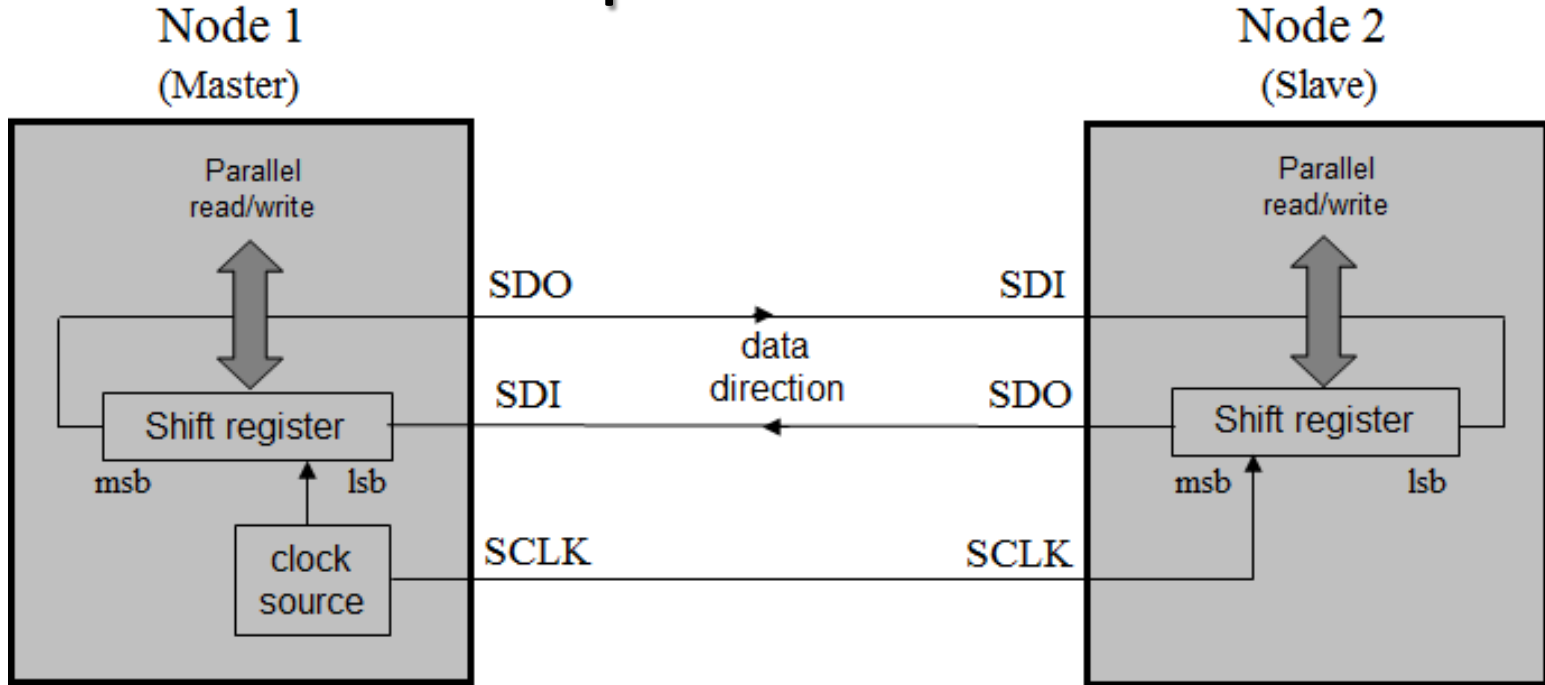 Node 1
(Master)
Node 2
(Slave)
Parallel
read/write
Parallel
read/write
SDO
SDI
data
direction
SDI
SDO
Shift register
msb
lsb
Shift register
msb
lsb
clock
source
SCLK
SCLK